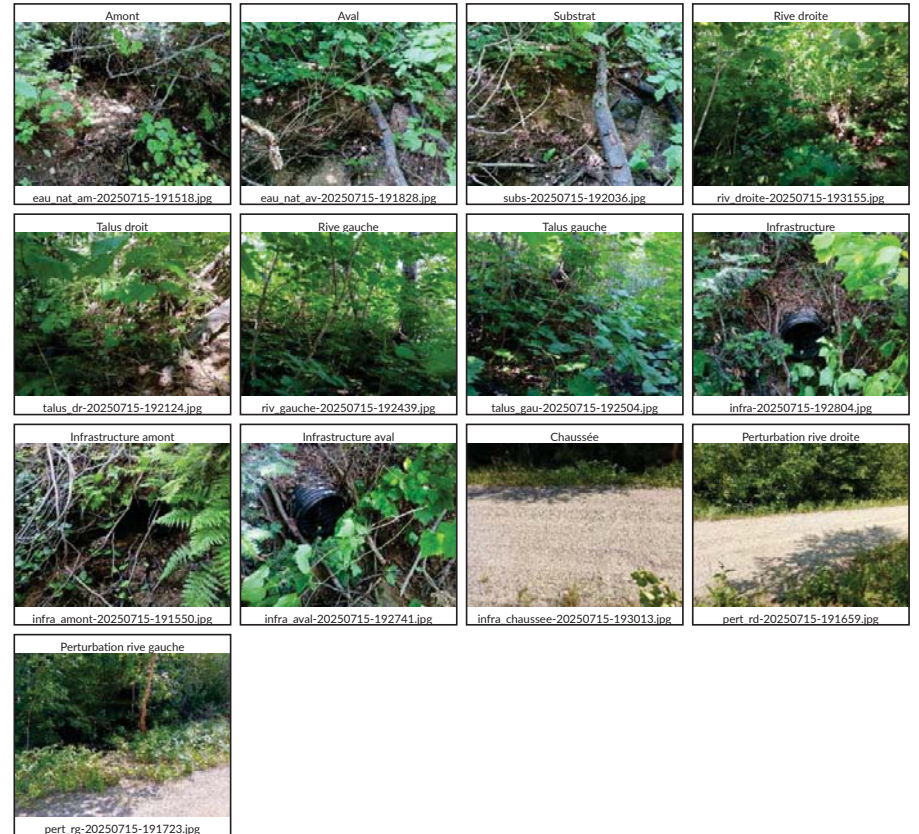 Amont
Aval
Substrat
Rive droite
eau_nat_am-20250715-191518.jpg
eau_nat_av-20250715-191828.jpg
subs-20250715-192036.jpg
riv_droite-20250715-193155.jpg
Talus droit
Rive gauche
Talus gauche
Infrastructure
talus_dr-20250715-192124.jpg
riv_gauche-20250715-192439.jpg
talus_gau-20250715-192504.jpg
infra-20250715-192804.jpg
Infrastructure amont
Infrastructure aval
Chaussée
Perturbation rive droite
infra_amont-20250715-191550.jpg
infra_aval-20250715-192741.jpg
infra_chaussee-20250715-193013.jpg
pert_rd-20250715-191659.jpg
Perturbation rive gauche
pert_rg-20250715-191723.jpg